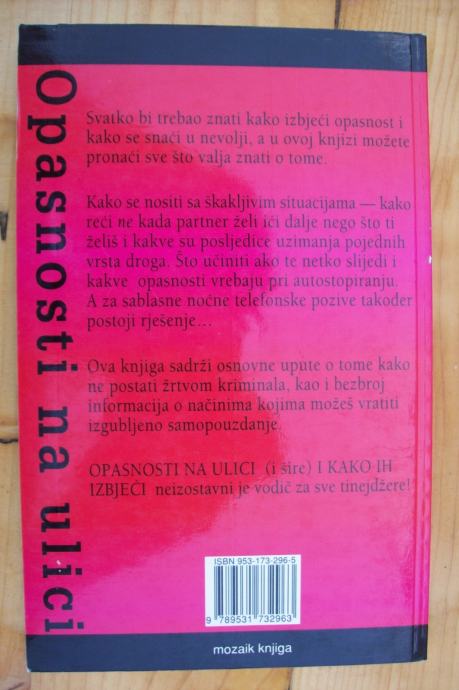 Opasnosti na ulici
Svatko bi trebao znati kako izbjeći opasnost i
kako se snaći u nevolji, a u ovoj knjizi možete
pronaći sve što valja znati o tome.
Kako se nositi sa škakljivim situacijama — kako
reći ne kada partner želi ići dalje nego što ti
želiš i kakve su posljedice uzimanja pojednih
vrsta droga. Što učiniti ako te netko slijedi i
kakve opasnosti vrebaju pri autostopiranju.
A za sablasne noćne telefonske pozive također
postoji rješenje...
Ova knjiga sadrži osnovne upute o tome kako
ne postati žrtvom kriminala, kao i bezbroj
informacija o načinima kojima možeš vratiti
izgubljeno samopouzdanje.
OPASNOSTI NA ULICI (i šire) I KAKO IH
IZBJEĆI neizostavni je vodič za sve tinejdžere!
ISBN 953-173-296-5
9 789531 732963
mozaik knjiga